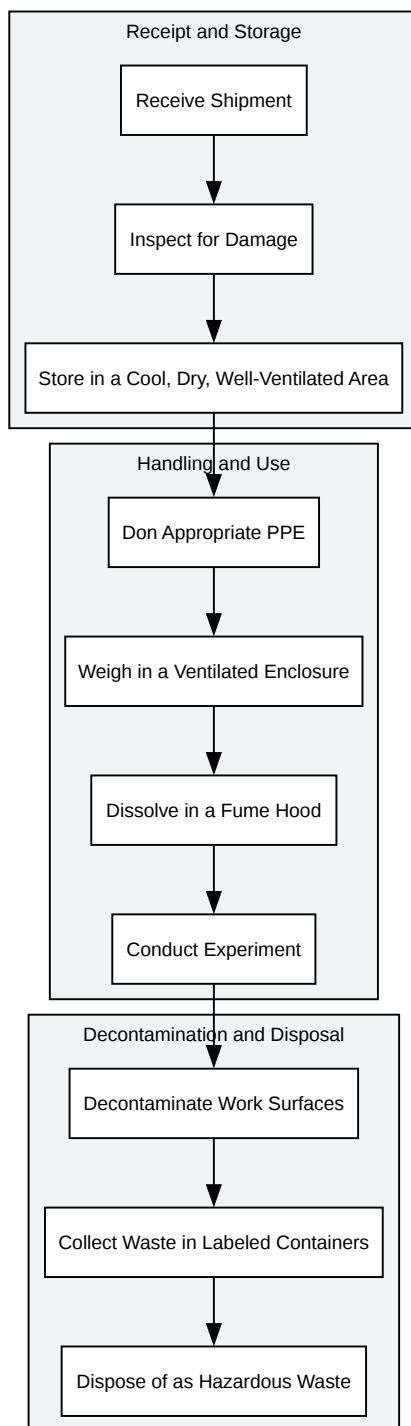 Receipt and Storage
Receive Shipment
Inspect for Damage
Store in a Cool, Dry, Well-Ventilated Area
Handling and Use
Don Appropriate PPE
Weigh in a Ventilated Enclosure
Dissolve in a Fume Hood
Conduct Experiment
Decontamination and Disposal
Decontaminate Work Surfaces
Collect Waste in Labeled Containers
Dispose of as Hazardous Waste